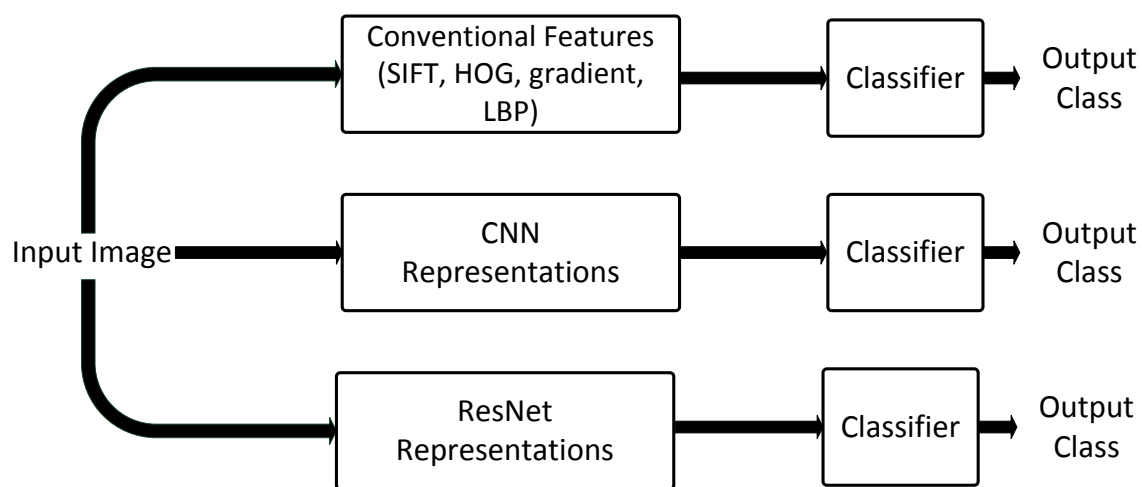 Conventional Features
(SIFT, HOG, gradient,
LBP)
Classifier
Output
Class
Input Image
CNN
Representations
Classifier
Output
Class
ResNet
Representations
Classifier
Output
Class